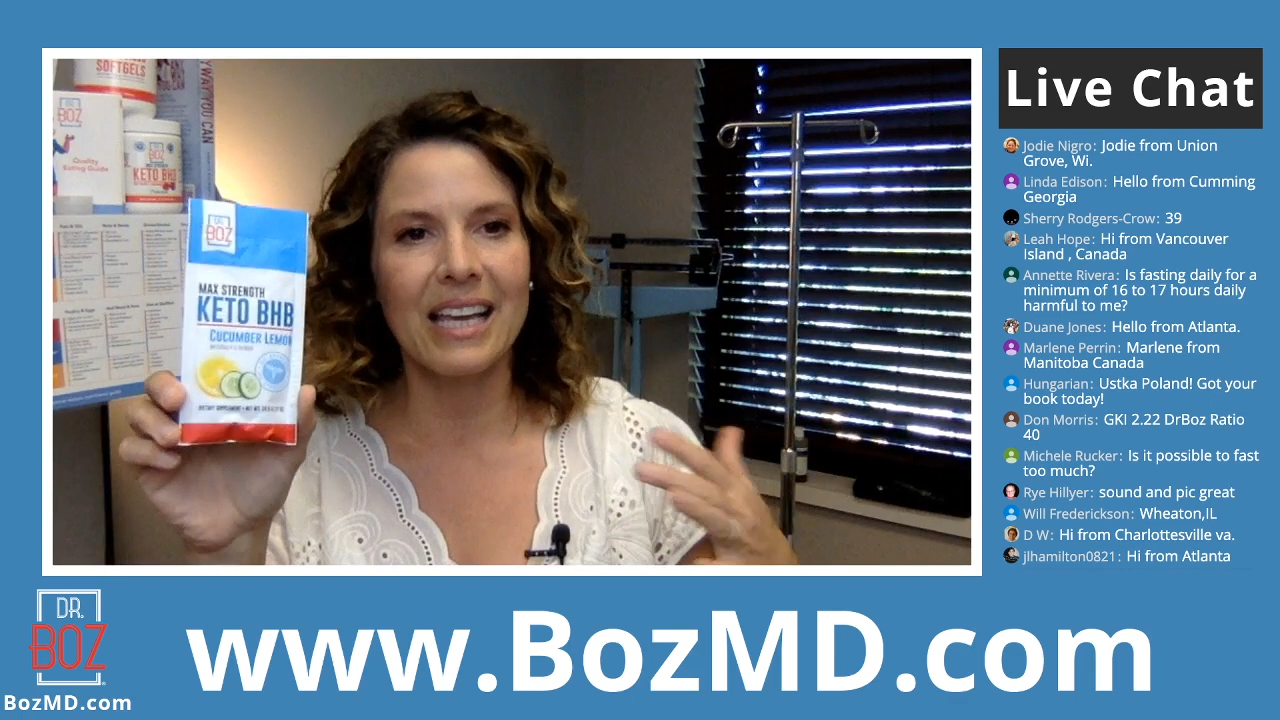 SOFTGELS
DR.
BOZ
Quality
Eating Guide
BOZ
KETO BHB
YWAY YOU CAN
DR.
BOZ
MAX STRENGTH
KETO BHB
CUCUMBER LEMON
Live Chat
Jodie Nigro: Jodie from Union
Grove, Wi.
Linda Edison: Hello from Cumming
Georgia
Sherry Rodgers-Crow: 39
Leah Hope: Hi from Vancouver
Island , Canada
Annette Rivera: Is fasting daily for a
minimum of 16 to 17 hours daily
harmful to me?
Duane Jones: Hello from Atlanta.
Marlene Perrin: Marlene from
Manitoba Canada
Hungarian: Ustka Poland! Got your
book today!
Don Morris: GKI 2.22 DrBoz Ratio
40
Michele Rucker: Is it possible to fast
too much?
Rye Hillyer: sound and pic great
Will Frederickson: Wheaton,IL
D W: Hi from Charlottesville va.
jlhamilton0821: Hi from Atlanta
DR.
BOZ
BozMD.com
www.BozMD.com